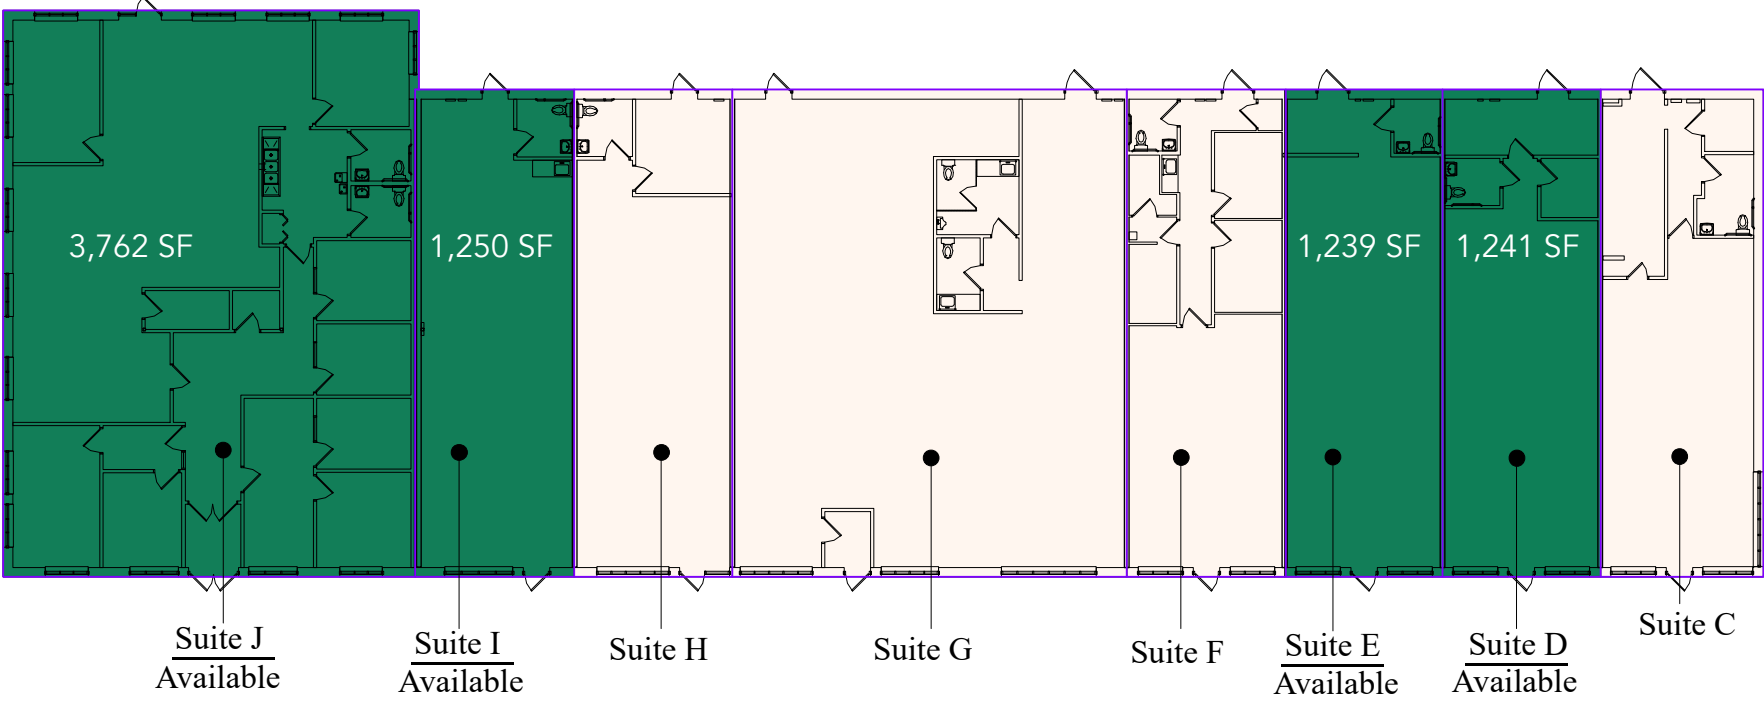 3,762 SF
1,250 SF
1,239 SF
1,241 SF
Suite J
Available
Suite I
Available
Suite H
Suite G
Suite F
Suite E
Available
Suite D
Available
Suite C